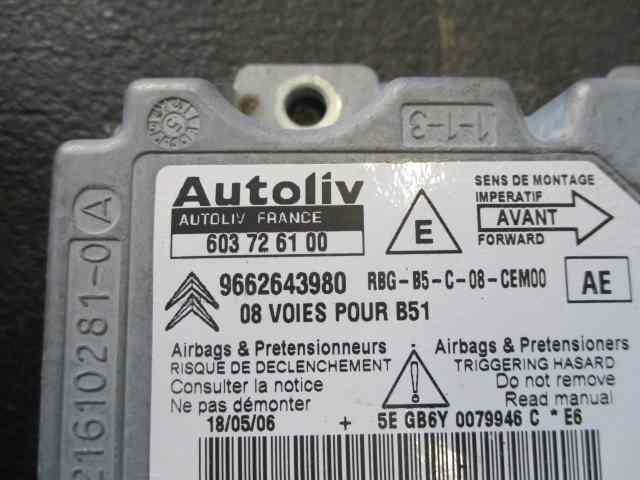 1-1-3
Autoliv
AUTOLIV FRANCE
603 72 61 00
E
SENS DE MONTAGE
IMPERATIF
AVANT
FORWARD
9662643980 RBG-B5-C-08-CEM00
AE
08 VOIES POUR B51
Airbags & Pretensionneurs
RISQUE DE DECLENCHEMENT
Consulter la notice
Ne pas démonter
!
Airbags & Pretensioners
TRIGGERING HASARD
Do not remove
Read manual
18/05/06 + 5E GB6Y 0079946 C * E6
21610281-0 A